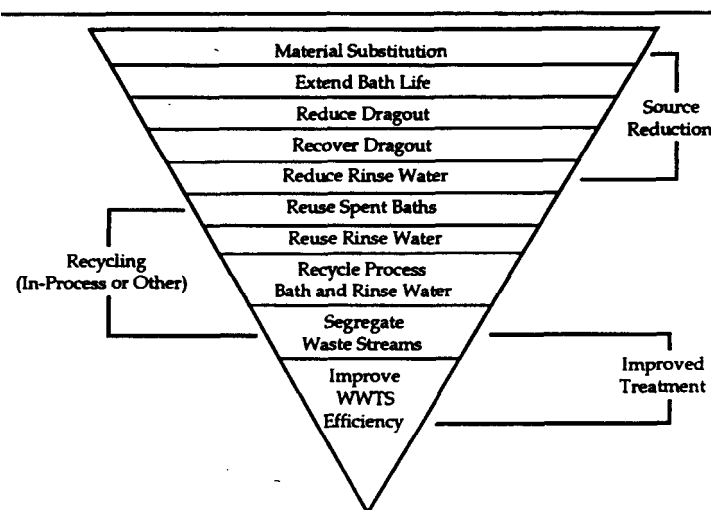 Material Substitution
Extend Bath Life
Reduce Dragout
Recover Dragout
Reduce Rinse Water
Reuse Spent Baths
Reuse Rinse Water
Recycle Process
Bath and Rinse Water
Segregate
Waste Streams
Improve
WWTS
Efficiency
Source
Reduction
Recycling
(In-Process or Other)
Improved
Treatment